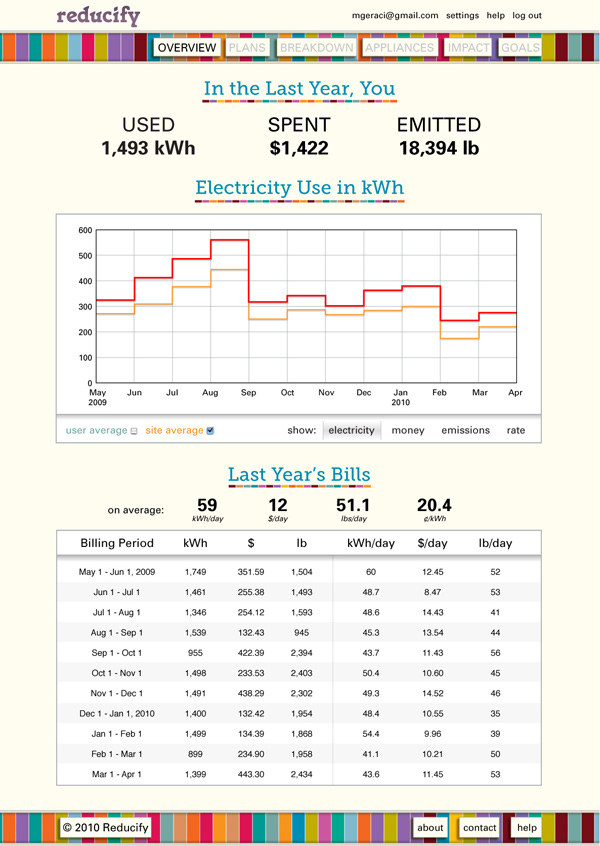 reducify
mgeraci@gmail.com settings help log out
OVERVIEW PLANS BREAKDOWN APPLIANCES IMPACT GOALS
In the Last Year, You
USED SPENT EMITTED
1,493 kWh $1,422 18,394 lb
Electricity Use in kWh
600
500
400
300
200
100
0
May Jun Jul Aug Sep Oct Nov Dec Jan Feb Mar Apr
2009 2010
user average site average show: electricity money emissions rate
Last Year's Bills
on average: 59 12 51.1 20.4
kWh/day $/day lbs/day ¢/kWh
Billing Period kWh $ lb kWh/day $/day lb/day
May 1 - Jun 1, 2009 1,749 351.59 1,504 60 12.45 52
Jun 1 - Jul 1 1,461 255.38 1,493 48.7 8.47 53
Jul 1 - Aug 1 1,346 254.12 1,593 48.6 14.43 41
Aug 1 - Sep 1 1,539 132.43 945 45.3 13.54 44
Sep 1 - Oct 1 955 422.39 2,394 43.7 11.43 56
Oct 1 - Nov 1 1,498 233.53 2,403 50.4 10.60 45
Nov 1 - Dec 1 1,491 438.29 2,302 49.3 14.52 46
Dec 1 - Jan 1, 2010 1,400 132.42 1,954 48.4 10.55 35
Jan 1 - Feb 1 1,499 134.39 1,868 54.4 9.96 39
Feb 1 - Mar 1 899 234.90 1,958 41.1 10.21 50
Mar 1 - Apr 1 1,399 443.30 2,434 43.6 11.45 53
© 2010 Reducify about contact help